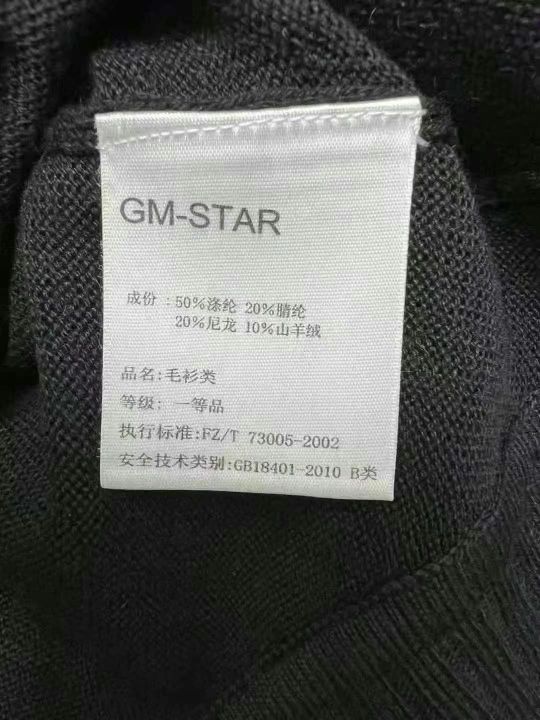 GM-STAR
成份 : 50%涤纶 20%腈纶
20%尼龙 10%山羊绒
品名:毛衫类
等级: 一等品
执行标准:FZ/T 73005-2002
安全技术类别:GB18401-2010 B类